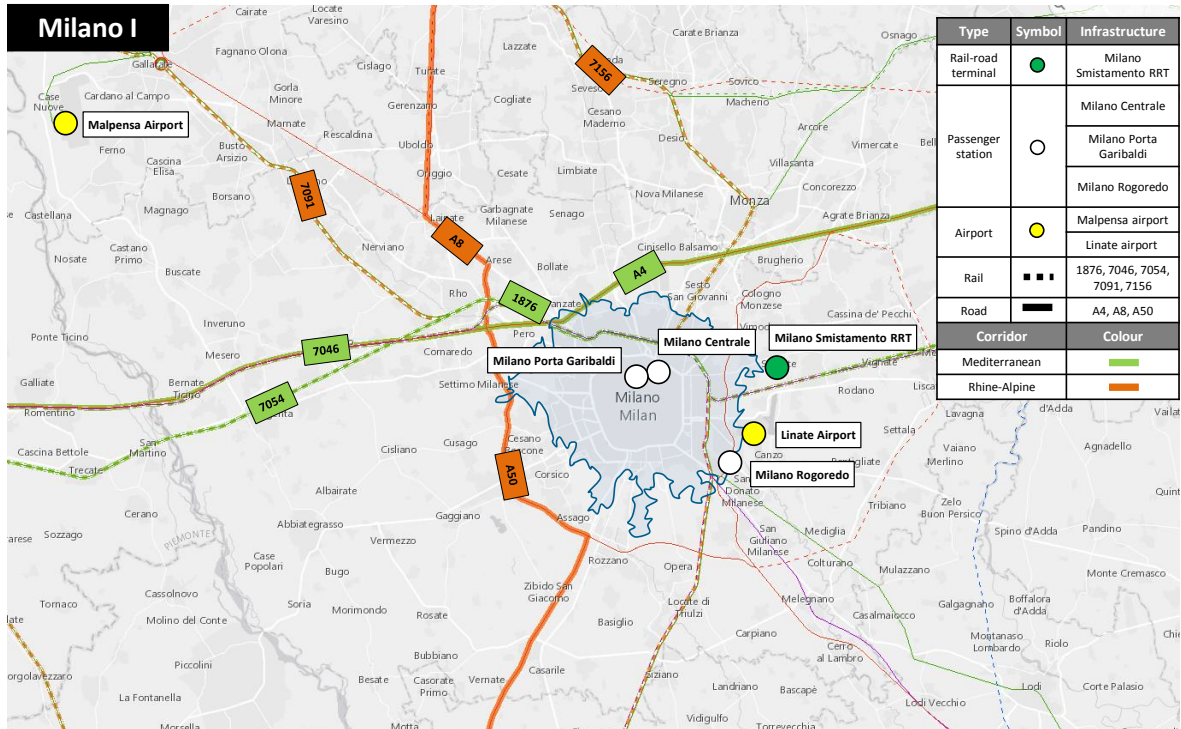 Milano I
Type Symbol Infrastructure
Rail-road terminal
Milano Smistamento RRT
Passenger station
Milano Centrale
Milano Porta Garibaldi
Milano Rogoredo
Airport
Malpensa airport
Linate airport
Rail
1876, 7046, 7054, 7091, 7156
Road
A4, A8, A50
Corridor Colour
Mediterranean
Rhine-Alpine
Malpensa Airport
Milano Porta Garibaldi
Milano Centrale
Milano Smistamento RRT
Linate Airport
Milano Rogoredo
7156
7091
A8
A4
1876
7046
7054
A50
Cairate
Locate Varesino
Carate Brianza
Osnago
Fagnano Olona
Cislago
Turate
Lazzate
Gallarate
Gorla Minore
Cogliate
Seveso
Seregno
Sovico
Macherio
Case Nuove
Cardano al Campo
Marnate
Gerenzano
Rescaldina
Cesano Maderno
Desio
Arcore
Vimercate
Ferno
Busto Arsizio
Uboldo
Cascina Elisa
Origgio
Cesate
Limbiate
Villasanta
Borsano
Nova Milanese
Monza
Concorezzo
Castellana
Magnago
Garbagnate Milanese
Senago
Agrate Brianza
Nosate
Castano Primo
Buscate
Nerviano
Arese
Bollate
Cinisello Balsamo
Brugherio
Rho
Sesto San Giovanni
Cologno Monzese
Cassina de' Pecchi
Ponte Ticino
Inveruno
Mesero
Pero
Cornaredo
Vignate
Galliate
Bernate Ticino
Settimo Milanese
Rodano
Romentino
Milano
Milan
Lavagna
d'Adda
San Martino
Cascina Bettole
Trecate
Cisliano
Cusago
Cesano
Canzo
Settala
Vaiano
Merlino
Agnadello
Corsico
San Donato Milanese
Albairate
Cerano
Abbiategrasso
Gaggiano
Assago
Tribiano
Zelo Buon Persico
Sozzago
PIEMONTE
Vermezzo
San Giuliano Milanese
Mediglia
Spino d'Adda
Pandino
Case Popolari
Bugo
Rozzano
Opera
Colturano
Mulazzano
Monte Cremasco
Tornaco
Cassolnovo
Soria
Morimondo
Zibido San Giacomo
Locate di Triulzi
Melegnano
Galgagnano
Boffalora d'Adda
Molino del Conte
Rosate
Basiglio
Casalmaiocco
Carpiano
Montanaso Lombardo
Riolo
Piccolini
Bubbiano
Casarile
Siziano
Cerro al Lambro
Besate
Casorate Primo
Vernate
Landriano
Bascapè
Lodi
Corte Palasio
La Fontanella
Lodi Vecchio
Morsella
Motta
Vidigulfo
Torrevecchia